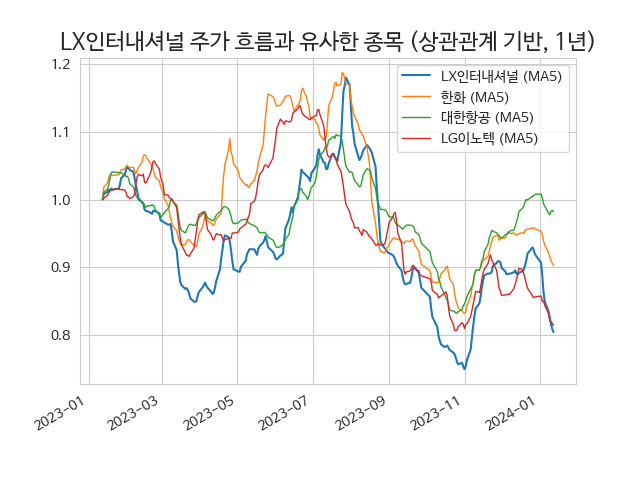 LX인터내셔널 주가 흐름과 유사한 종목 (상관관계 기반, 1년)
LX인터내셔널 (MA5)
한화 (MA5)
대한항공 (MA5)
LG이노텍 (MA5)
1.2
1.1
1.0
0.9
0.8
2023-01
2023-03
2023-05
2023-07
2023-09
2023-11
2024-01